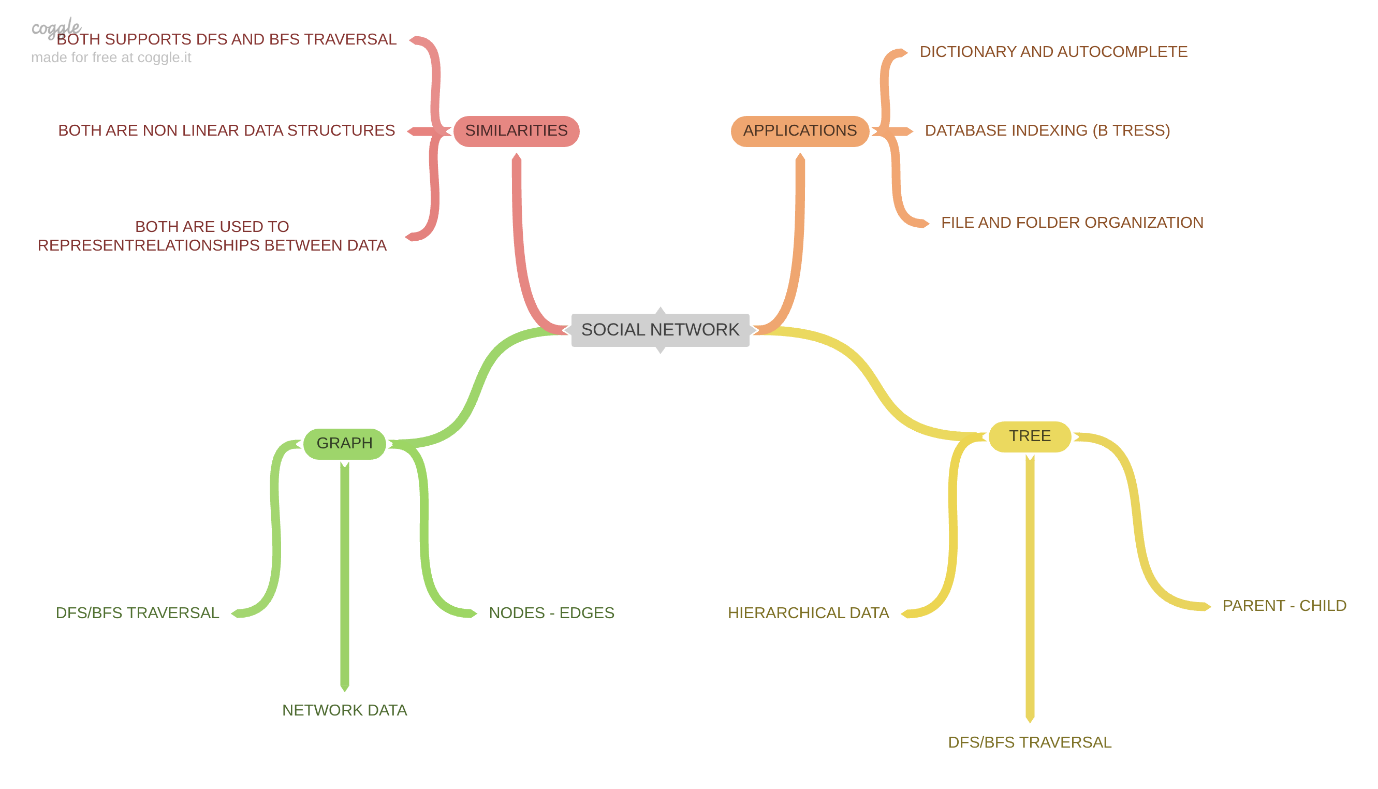 coggle
made for free at coggle.it
BOTH SUPPORTS DFS AND BFS TRAVERSAL
BOTH ARE NON LINEAR DATA STRUCTURES
BOTH ARE USED TO
REPRESENTRELATIONSHIPS BETWEEN DATA
SIMILARITIES
APPLICATIONS
DICTIONARY AND AUTOCOMPLETE
DATABASE INDEXING (B TRESS)
FILE AND FOLDER ORGANIZATION
SOCIAL NETWORK
GRAPH
DFS/BFS TRAVERSAL
NETWORK DATA
NODES - EDGES
TREE
HIERARCHICAL DATA
DFS/BFS TRAVERSAL
PARENT - CHILD